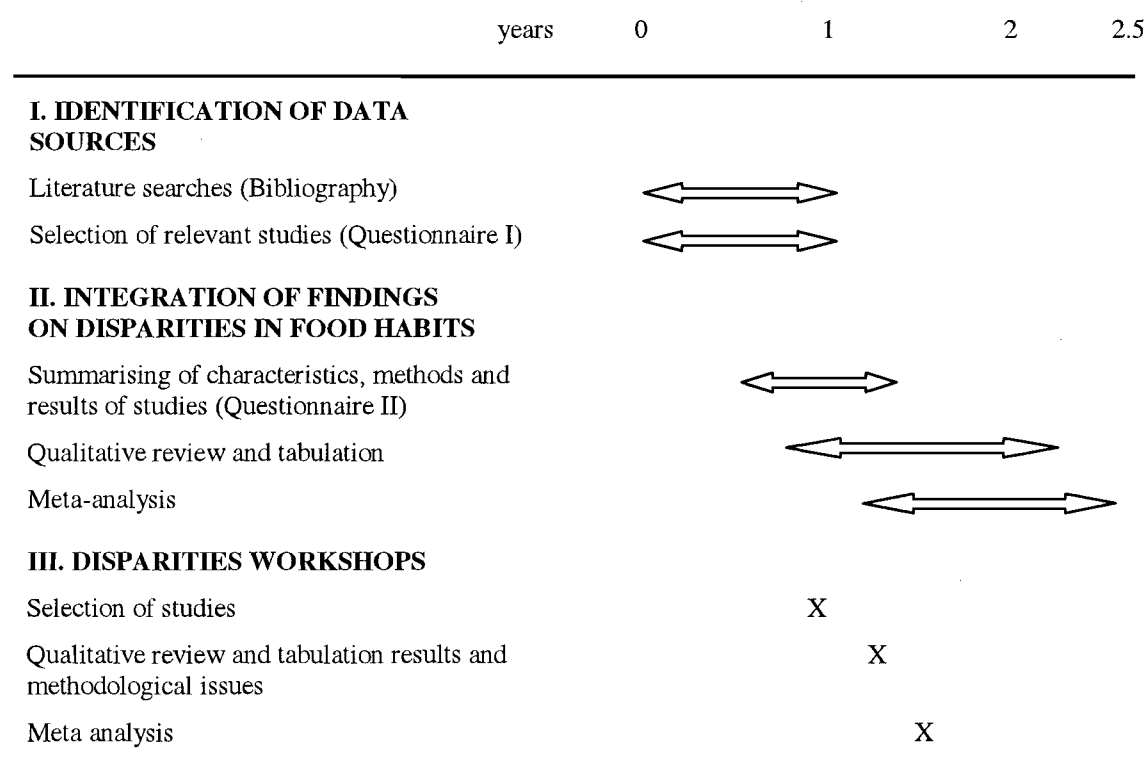 years 0 1 2 2.5
I. IDENTIFICATION OF DATA
SOURCES
Literature searches (Bibliography)
Selection of relevant studies (Questionnaire I)
II. INTEGRATION OF FINDINGS
ON DISPARITIES IN FOOD HABITS
Summarising of characteristics, methods and
results of studies (Questionnaire II)
Qualitative review and tabulation
Meta-analysis
III. DISPARITIES WORKSHOPS
Selection of studies X
Qualitative review and tabulation results and X
methodological issues
Meta analysis X